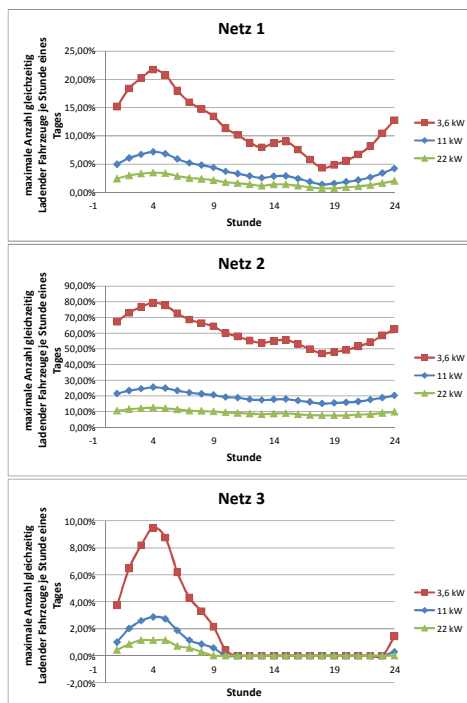 Netz 1
maximale Anzahl gleichzeitig
Ladender Fahrzeuge je Stunde eines
Tages
25,00%
20,00%
15,00%
10,00%
5,00%
0,00%
-1 4 9 14 19 24
Stunde
3,6 kW
11 kW
22 kW
Netz 2
maximale Anzahl gleichzeitig
Ladender Fahrzeuge je Stunde eines
Tages
90,00%
80,00%
70,00%
60,00%
50,00%
40,00%
30,00%
20,00%
10,00%
0,00%
-1 4 9 14 19 24
Stunde
3,6 kW
11 kW
22 kW
Netz 3
maximale Anzahl gleichzeitig
Ladender Fahrzeuge je Stunde eines
Tages
10,00%
8,00%
6,00%
4,00%
2,00%
0,00%
-2,00%
-1 4 9 14 19 24
Stunde
3,6 kW
11 kW
22 kW